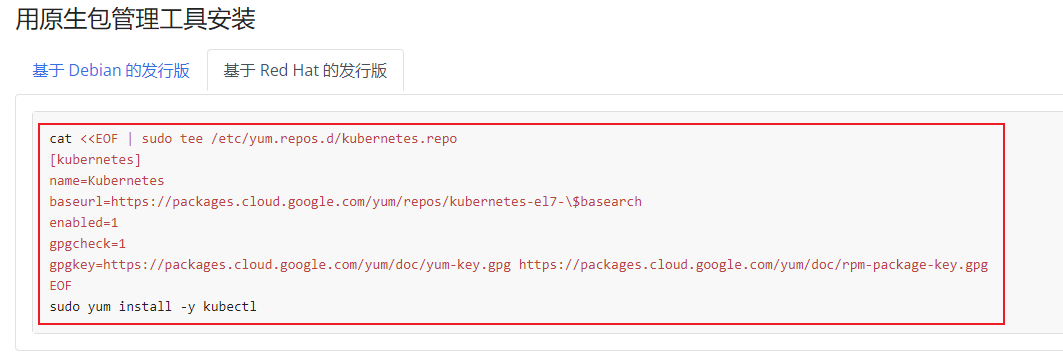 用原生包管理工具安装
基于 Debian 的发行版
基于 Red Hat 的发行版
cat <<EOF | sudo tee /etc/yum.repos.d/kubernetes.repo
[kubernetes]
name=Kubernetes
baseurl=https://packages.cloud.google.com/yum/repos/kubernetes-el7-\$basearch
enabled=1
gpgcheck=1
gpgkey=https://packages.cloud.google.com/yum/doc/yum-key.gpg https://packages.cloud.google.com/yum/doc/rpm-package-key.gpg
EOF
sudo yum install -y kubectl